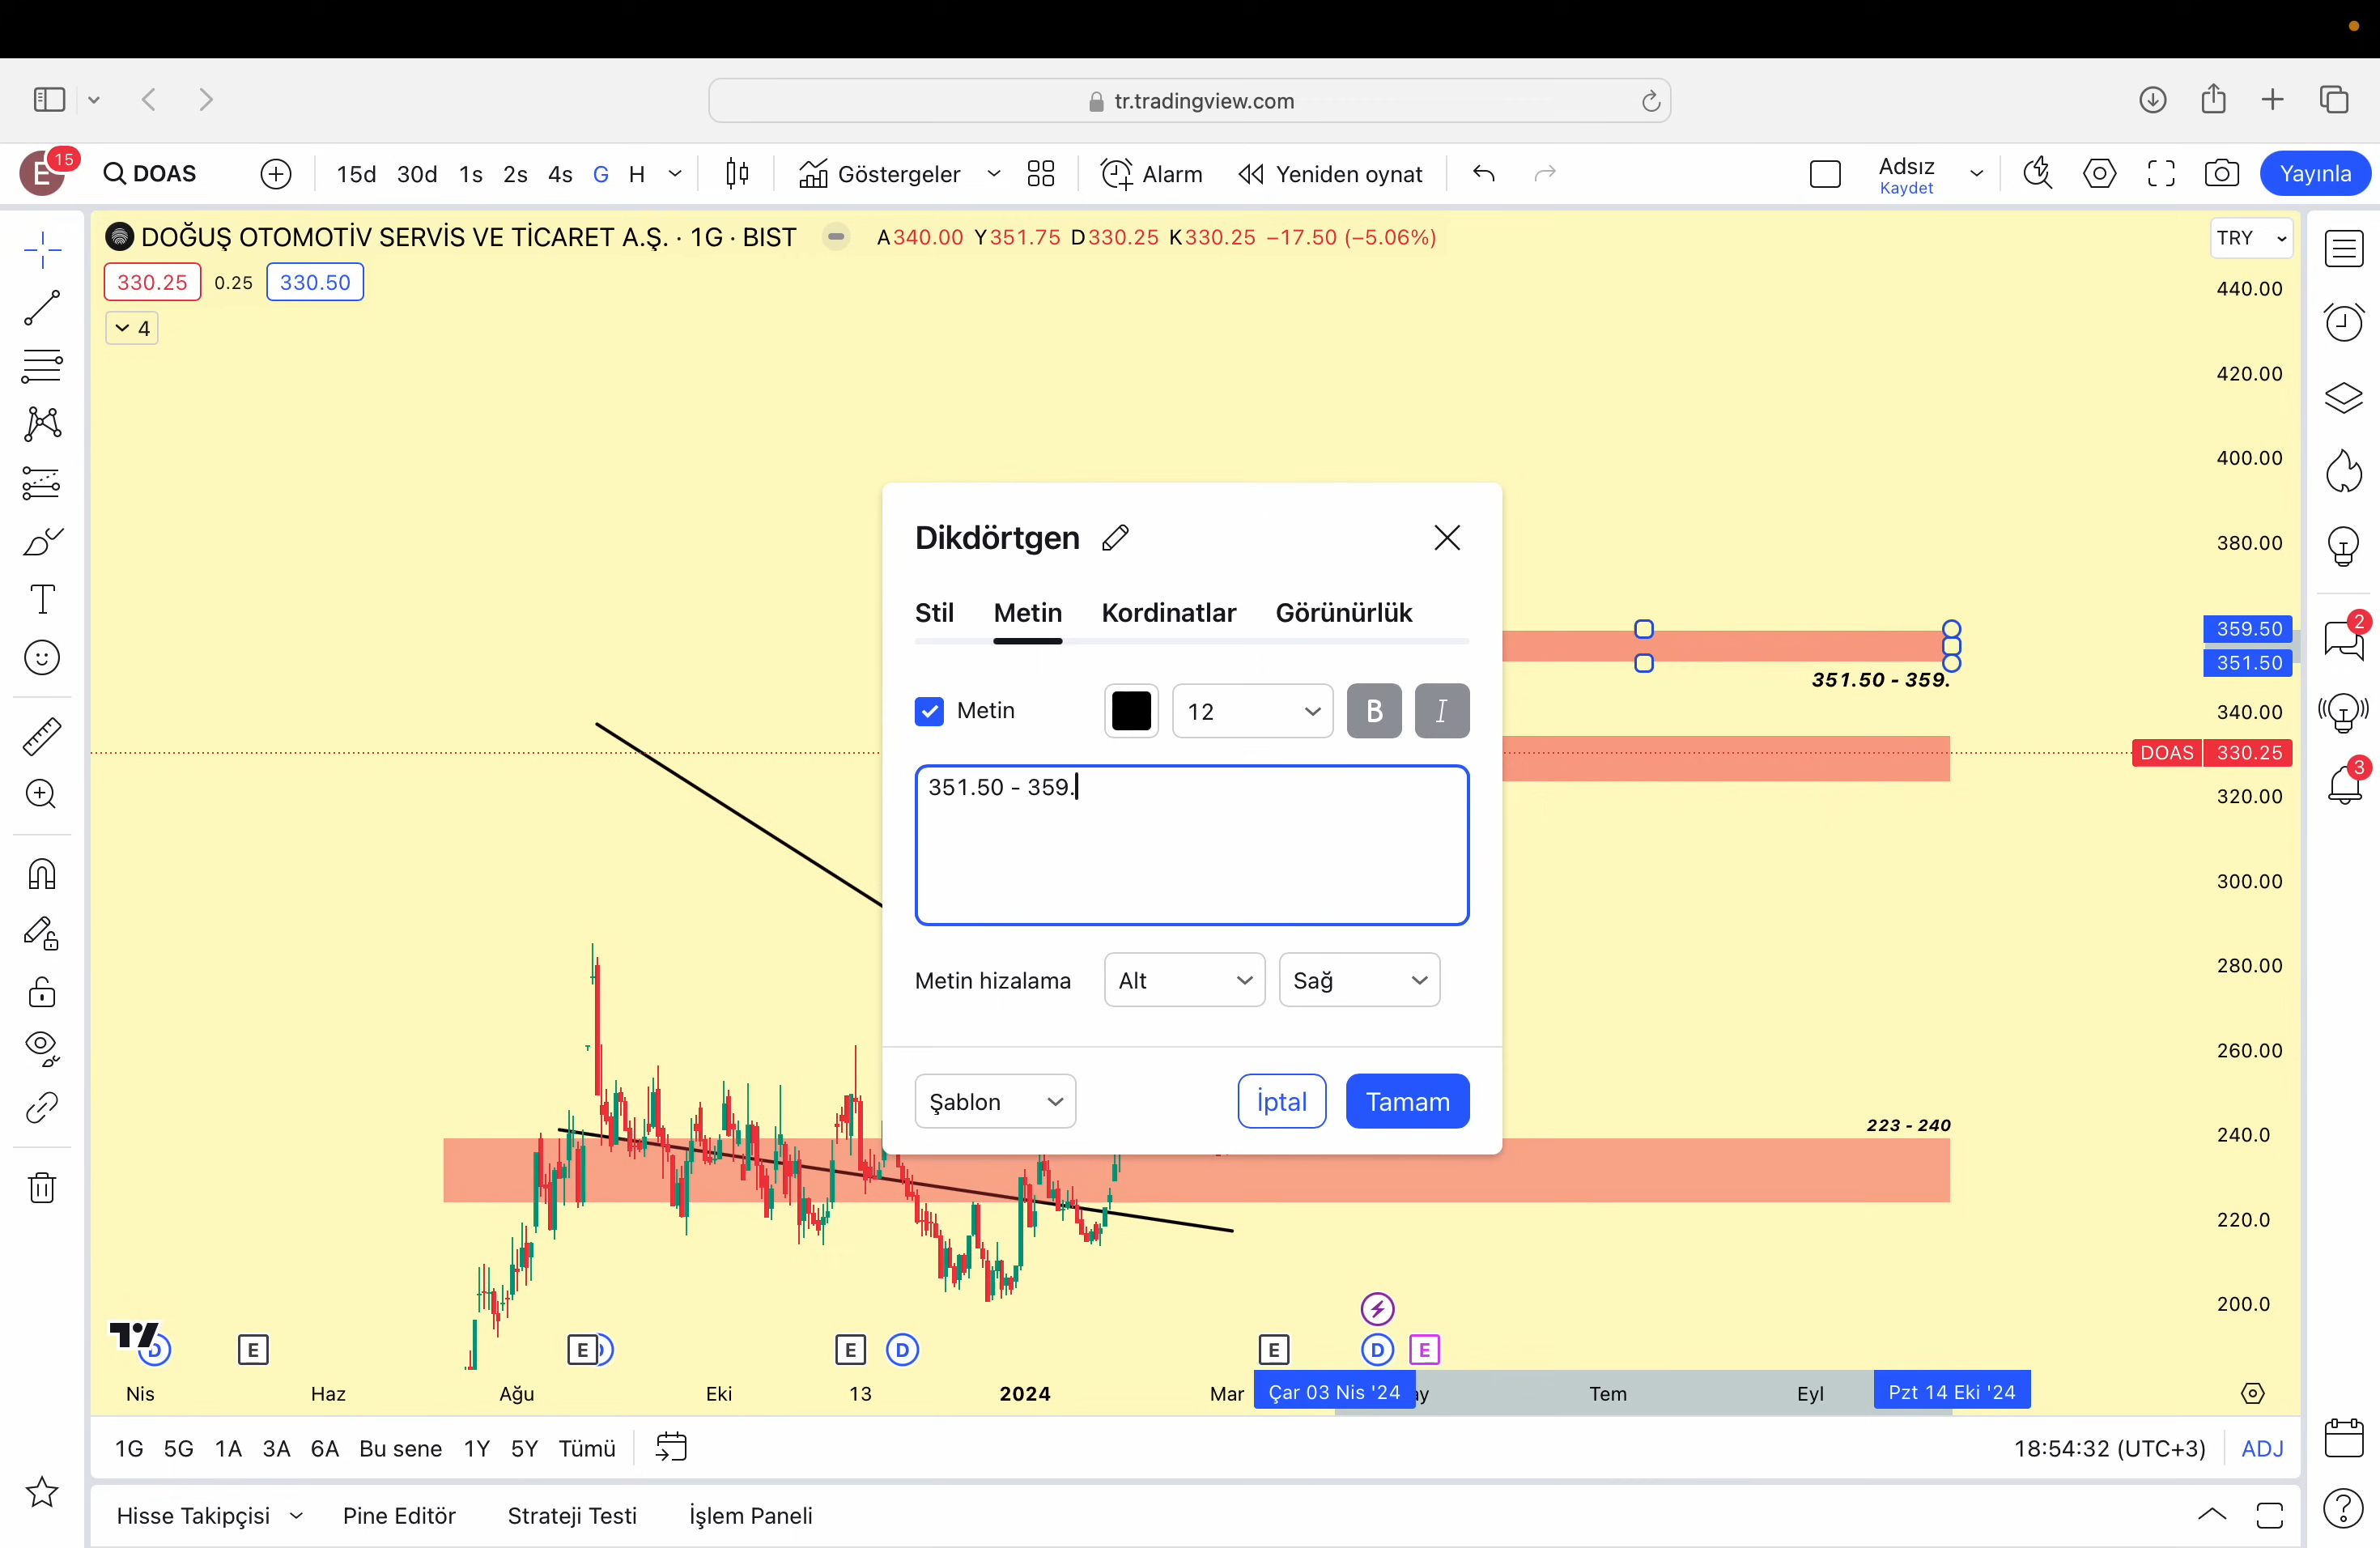 tr.tradingview.com
E 15 DOAS 15d 30d 1s 2s 4s G H Göstergeler Alarm Yeniden oynat Adsız Kaydet Yayınla
DOĞUŞ OTOMOTİV SERVİS VE TİCARET A.Ş. · 1G · BIST A340.00 Y351.75 D330.25 K330.25 −17.50 (−5.06%) TRY
330.25 0.25 330.50
4
440.00
420.00
400.00
380.00
Dikdörtgen
Stil Metin Kordinatlar Görünürlük
359.50
351.50
2
351.50 - 359.
Metin 12 B I
340.00
DOAS 330.25
3
351.50 - 359.
320.00
300.00
280.00
Metin hizalama Alt Sağ
260.00
Şablon İptal Tamam
223 - 240
240.0
220.0
200.0
D E E E D E D E
Nis Haz Ağu Eki 13 2024 Mar Çar 03 Nis '24 ay Tem Eyl Pzt 14 Eki '24
1G 5G 1A 3A 6A Bu sene 1Y 5Y Tümü 18:54:32 (UTC+3) ADJ
Hisse Takipçisi Pine Editör Strateji Testi İşlem Paneli